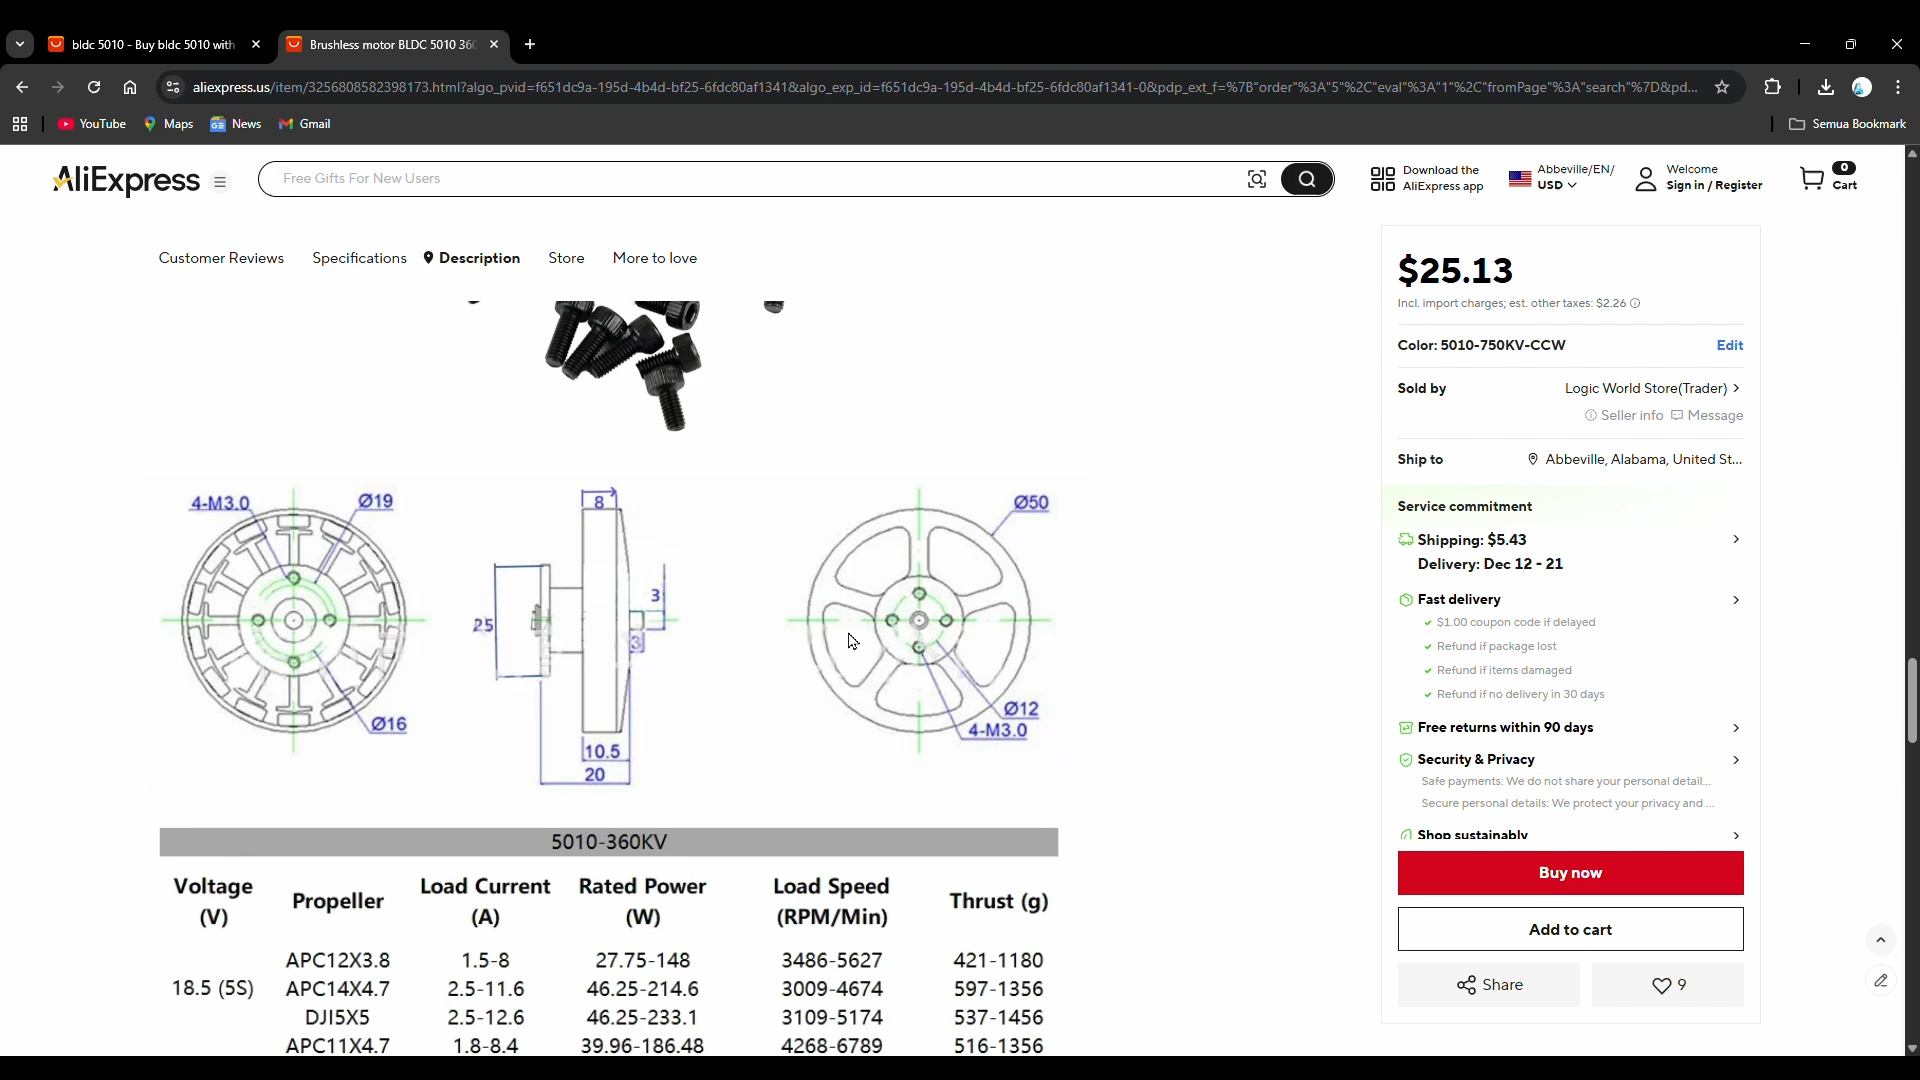 bldc 5010 - Buy bldc 5010 with
Brushless motor BLDC 5010 360
aliexpress.us/item/3256808582398173.html?algo_pvid=f651dc9a-195d-4b4d-bf25-6fdc80af1341&algo_exp_id=f651dc9a-195d-4b4d-bf25-6fdc80af1341-0&pdp_ext_f=%7B"order"%3A"5"%2C"eval"%3A"1"%2C"fromPage"%3A"search"%7D&pd...
YouTube Maps News Gmail Semua Bookmark
AliExpress
Free Gifts For New Users
Download the
AliExpress app
Abbeville/EN/
USD
Welcome
Sign in / Register
0
Cart
Customer Reviews Specifications Description Store More to love
4-M3.0 Ø19
Ø16
8
3
25
3
10.5
20
Ø50
Ø12
4-M3.0
5010-360KV
Voltage (V) Propeller Load Current (A) Rated Power (W) Load Speed (RPM/Min) Thrust (g)
APC12X3.8 1.5-8 27.75-148 3486-5627 421-1180
18.5 (5S) APC14X4.7 2.5-11.6 46.25-214.6 3009-4674 597-1356
DJI5X5 2.5-12.6 46.25-233.1 3109-5174 537-1456
APC11X4.7 1.8-8.4 39.96-186.48 4268-6789 516-1356
$25.13
Incl. import charges; est. other taxes: $2.26
Color: 5010-750KV-CCW Edit
Sold by Logic World Store(Trader)
Seller info Message
Ship to Abbeville, Alabama, United St...
Service commitment
Shipping: $5.43
Delivery: Dec 12 - 21
Fast delivery
$1.00 coupon code if delayed
Refund if package lost
Refund if items damaged
Refund if no delivery in 30 days
Free returns within 90 days
Security & Privacy
Safe payments: We do not share your personal detail...
Secure personal details: We protect your privacy and ...
Shop sustainably
Buy now
Add to cart
Share 9